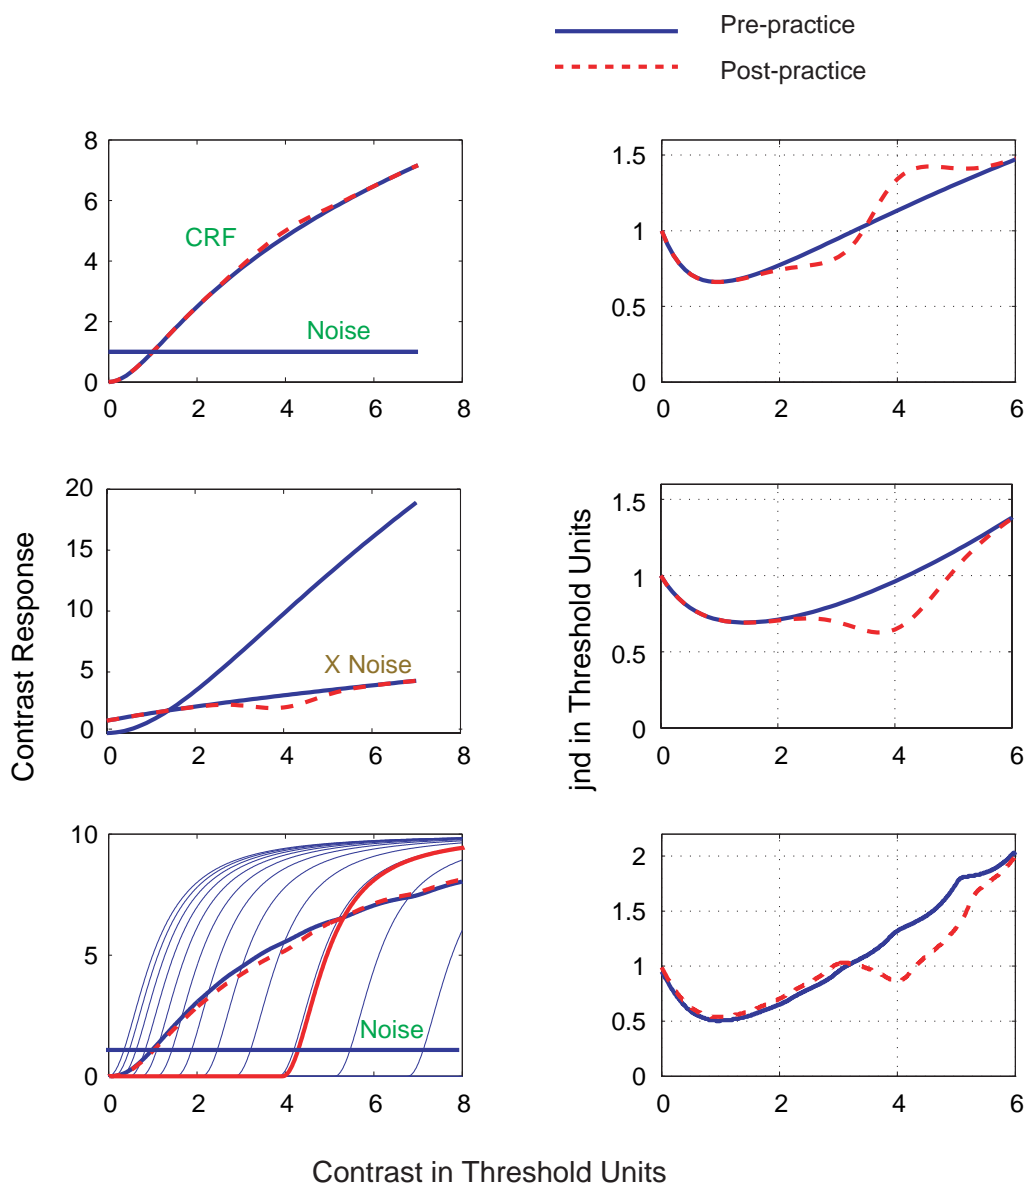 Pre-practice
Post-practice
8
6
4
2
0
CRF
Noise
0 2 4 6 8
1.5
1
0.5
0
0 2 4 6
20
15
10
5
0
X Noise
0 2 4 6 8
Contrast Response
1.5
1
0.5
0
0 2 4 6
jnd in Threshold Units
10
5
0
Noise
0 2 4 6 8
2
1.5
1
0.5
0
0 2 4 6
Contrast in Threshold Units